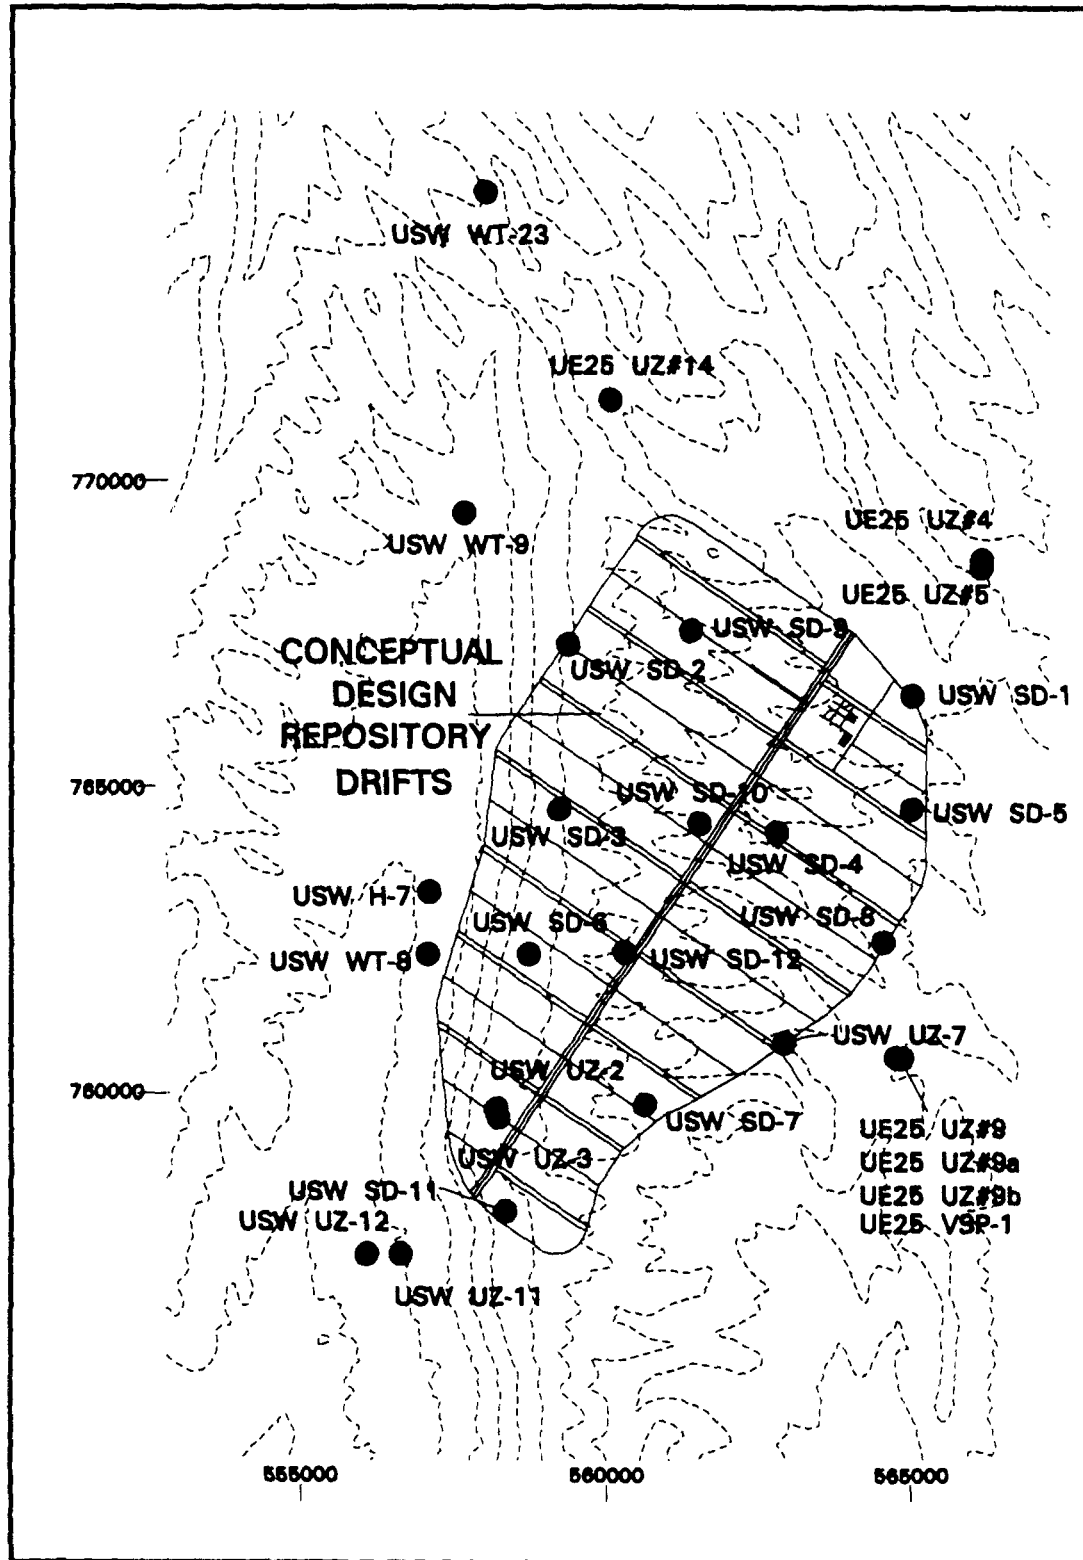 USW WT-23
UE25 UZ#14
770000
UE25 UZ#4
USW WT-9
UE25 UZ#5
USW SD-9
CONCEPTUAL
DESIGN
REPOSITORY
DRIFTS
USW SD-2
USW SD-1
765000
USW SD-10
USW SD-5
USW SD-3
USW SD-4
USW H-7
USW SD-6
USW SD-8
USW WT-8
USW SD-12
USW UZ-7
USW UZ-2
760000
USW SD-7
UE25 UZ#9
UE25 UZ#9a
UE25 UZ#9b
UE25 VSP-1
USW UZ-3
USW SD-11
USW UZ-12
USW UZ-11
555000
560000
565000